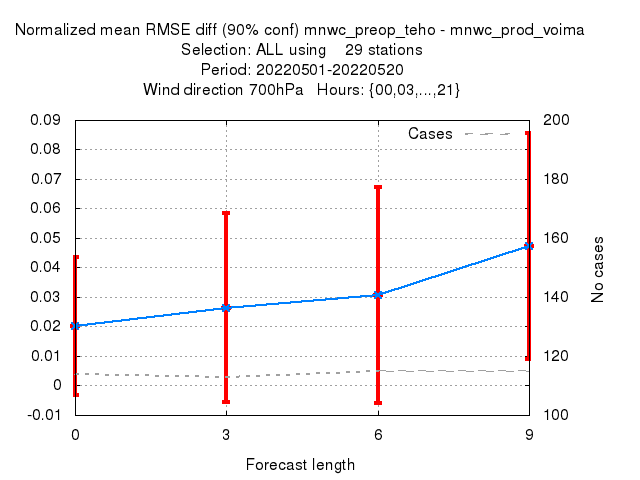 Normalized mean RMSE diff (90% conf) mnwc_preop_teho - mnwc_prod_voima
Selection: ALL using 29 stations
Period: 20220501-20220520
Wind direction 700hPa Hours: {00,03,...,21}
0.09
0.08
0.07
0.06
0.05
0.04
0.03
0.02
0.01
0
-0.01
Cases
200
180
160
140
120
100
No cases
0 3 6 9
Forecast length